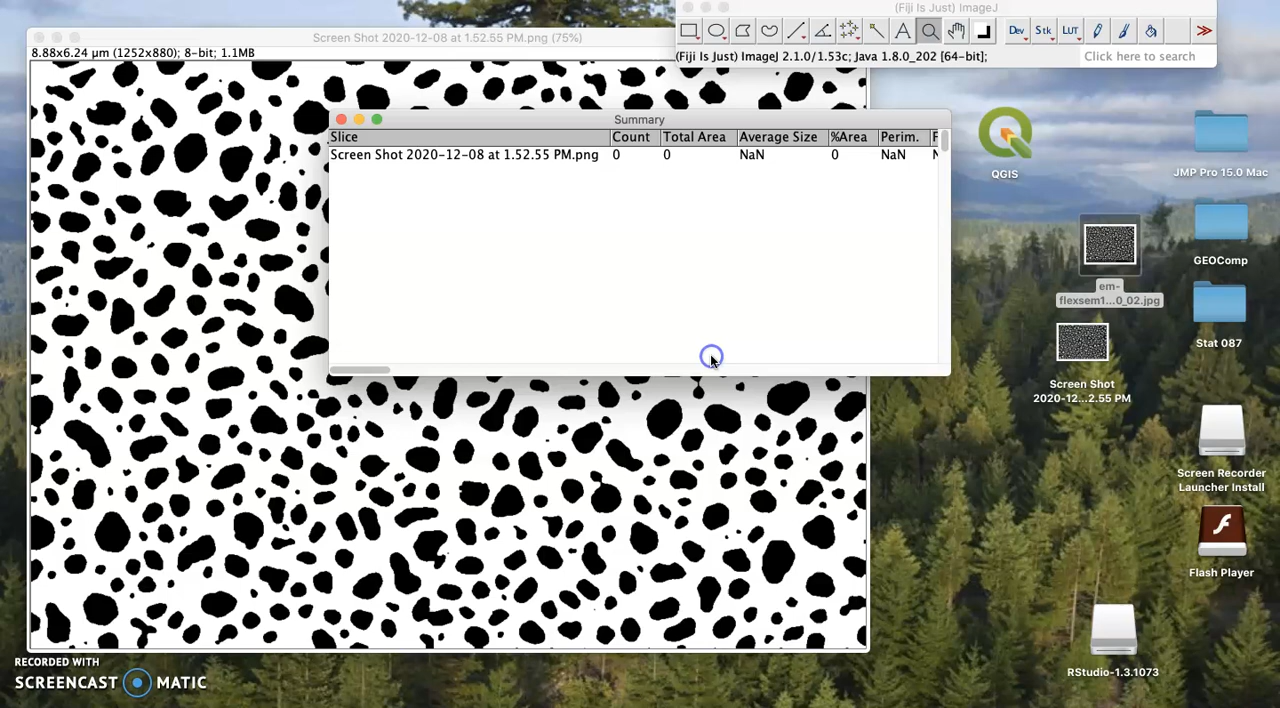 (Fiji Is Just) ImageJ
Screen Shot 2020-12-08 at 1.52.55 PM.png (75%)
8.88x6.24 µm (1252x880); 8-bit; 1.1MB
Dev
Stk
LUT
(Fiji Is Just) ImageJ 2.1.0/1.53c; Java 1.8.0_202 [64-bit];
Click here to search
Summary
Slice Count Total Area Average Size %Area Perim. F
Screen Shot 2020-12-08 at 1.52.55 PM.png 0 0 NaN 0 NaN N
QGIS
JMP Pro 15.0 Mac
GEOComp
em-
flexsem1...0_02.jpg
Stat 087
Screen Shot
2020-12...2.55 PM
Screen Recorder
Launcher Install
Flash Player
RStudio-1.3.1073
RECORDED WITH
SCREENCAST MATIC